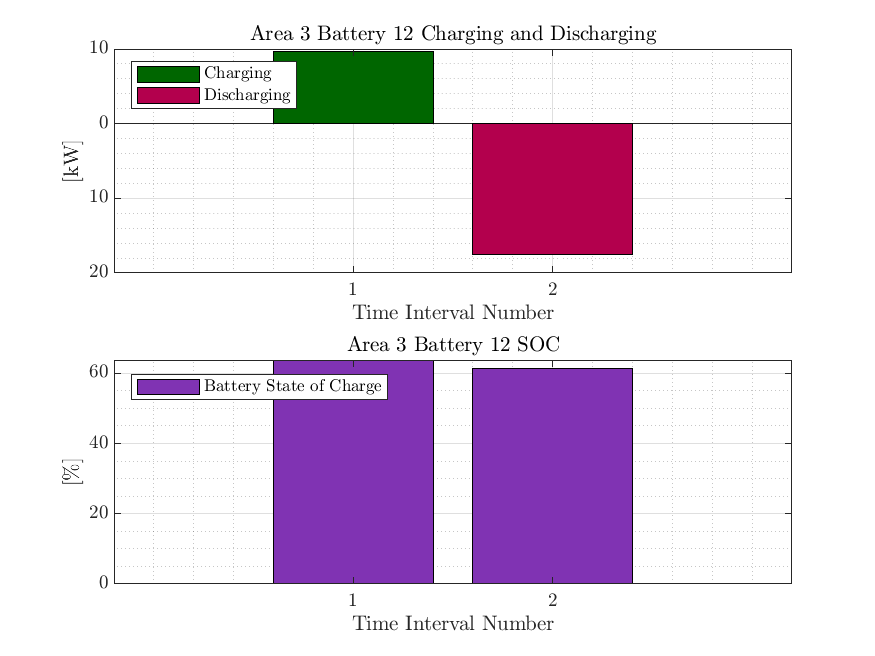 Area 3 Battery 12 Charging and Discharging
10
Charging
Discharging
0
[kW]
10
20
1 2
Time Interval Number
Area 3 Battery 12 SOC
60
Battery State of Charge
40
[%]
20
0
1 2
Time Interval Number